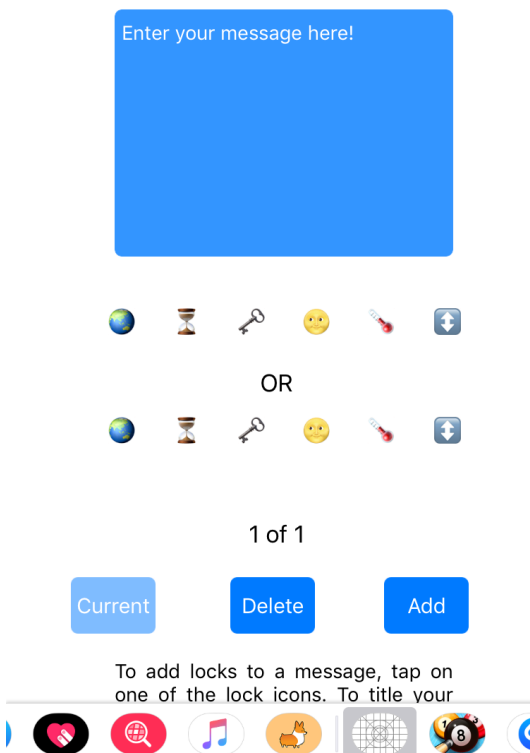 Enter your message here!
OR
1 of 1
Current Delete Add
To add locks to a message, tap on
one of the lock icons. To title your
8